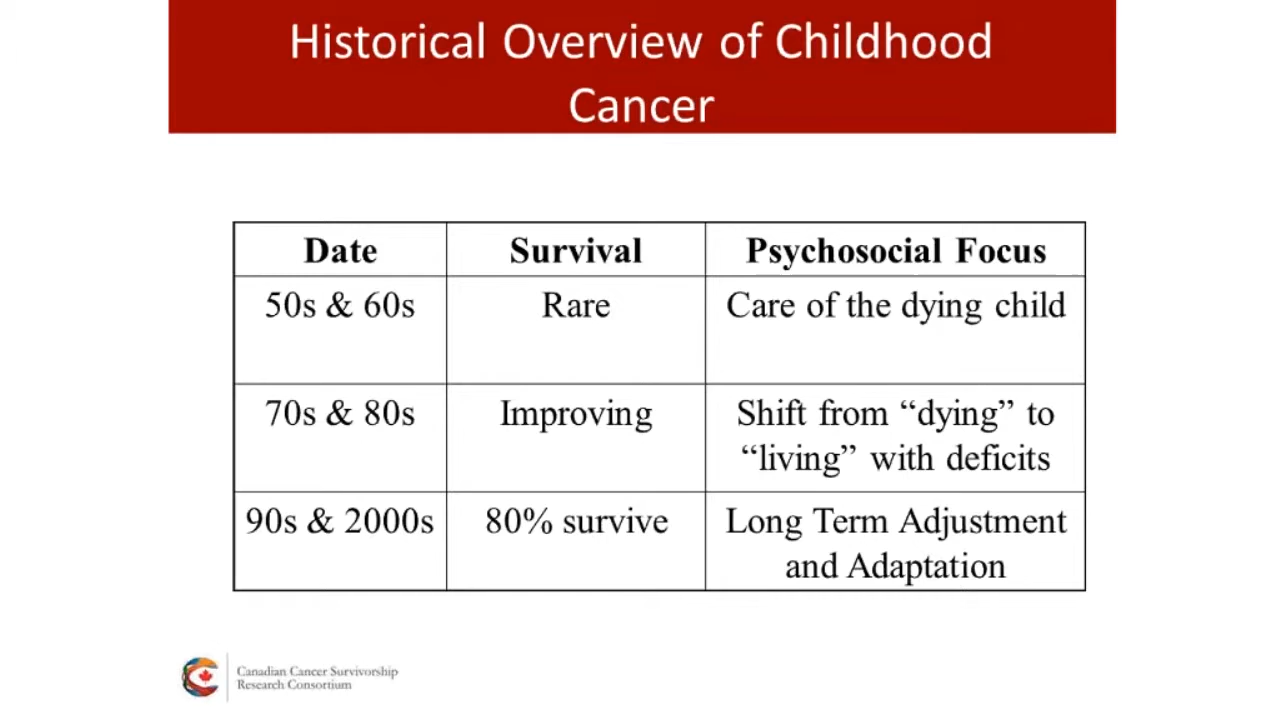 Historical Overview of Childhood
Cancer
Date Survival Psychosocial Focus
50s & 60s Rare Care of the dying child
70s & 80s Improving Shift from “dying” to
“living” with deficits
90s & 2000s 80% survive Long Term Adjustment
and Adaptation
Canadian Cancer Survivorship
Research Consortium